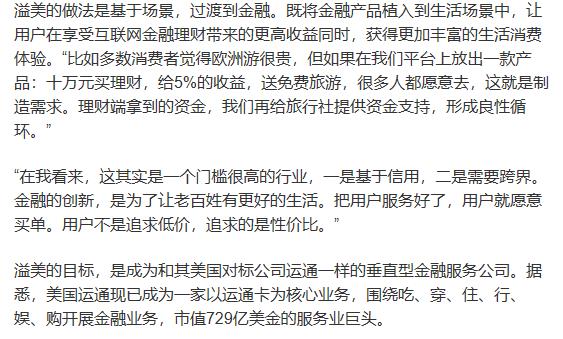 溢美的做法是基于场景，过渡到金融。既将金融产品植入到生活场景中，让
用户在享受互联网金融理财带来的更高收益同时，获得更加丰富的生活消费
体验。“比如多数消费者觉得欧洲游很贵，但如果在我们平台上放出一款产
品：十万元买理财，给5%的收益，送免费旅游，很多人都愿意去，这就是制
造需求。理财端拿到的资金，我们再给旅行社提供资金支持，形成良性循
环。”
“在我看来，这其实是一个门槛很高的行业，一是基于信用，二是需要跨界。
金融的创新，是为了让老百姓有更好的生活。把用户服务好了，用户就愿意
买单。用户不是追求低价，追求的是性价比。”
溢美的目标，是成为和其美国对标公司运通一样的垂直型金融服务公司。据
悉，美国运通现已成为一家以运通卡为核心业务，围绕吃、穿、住、行、
娱、购开展金融业务，市值729亿美金的服务业巨头。